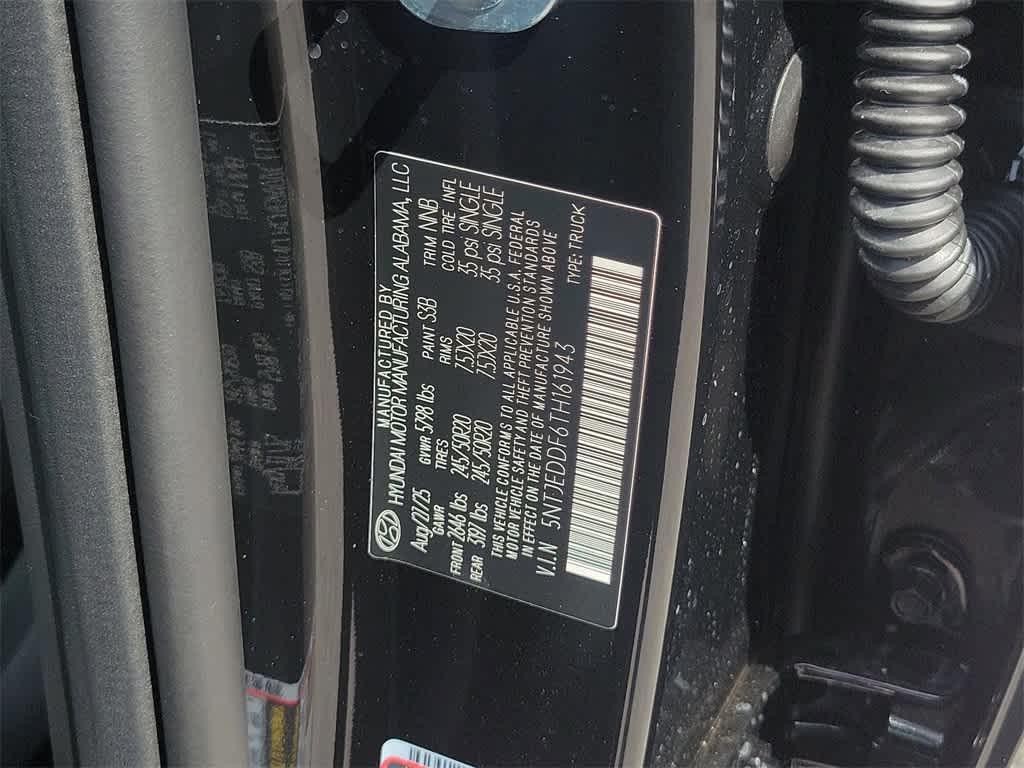 MANUFACTURED BY
HYUNDAI MOTOR MANUFACTURING ALABAMA, LLC
Aug/27/25 GVWR 5288 lbs PAINT S3B TRIM NNB
GAWR TIRES RIMS COLD TIRE INFL
FRONT 2646 lbs 245/50R20 7.5JX20 35 psi SINGLE
REAR 3197 lbs 245/50R20 7.5JX20 35 psi SINGLE
THIS VEHICLE CONFORMS TO ALL APPLICABLE U.S.A. FEDERAL
MOTOR VEHICLE SAFETY AND THEFT PREVENTION STANDARDS
IN EFFECT ON THE DATE OF MANUFACTURE SHOWN ABOVE
V.I.N 5NTJEDDF6TH161943 TYPE:TRUCK